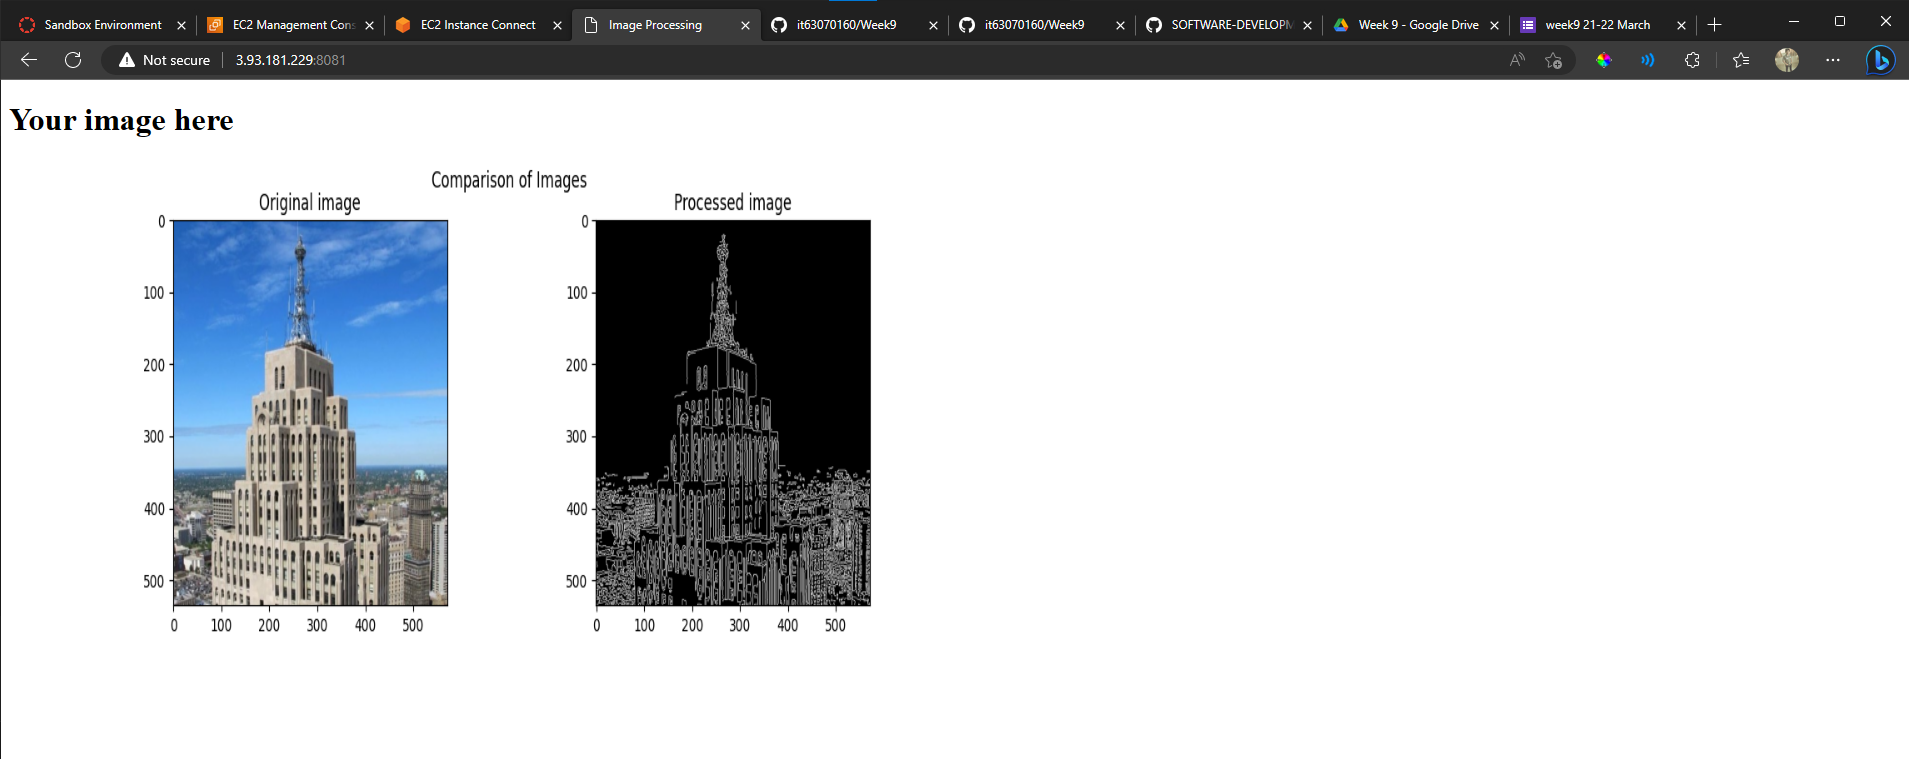 Sandbox Environment
EC2 Management Cons
EC2 Instance Connect
Image Processing
it63070160/Week9
it63070160/Week9
SOFTWARE-DEVELOPM
Week 9 - Google Drive
week9 21-22 March
Not secure
3.93.181.229:8081
Your image here
Comparison of Images
Original image
Processed image
0
100
200
300
400
500
0 100 200 300 400 500
0
100
200
300
400
500
0 100 200 300 400 500